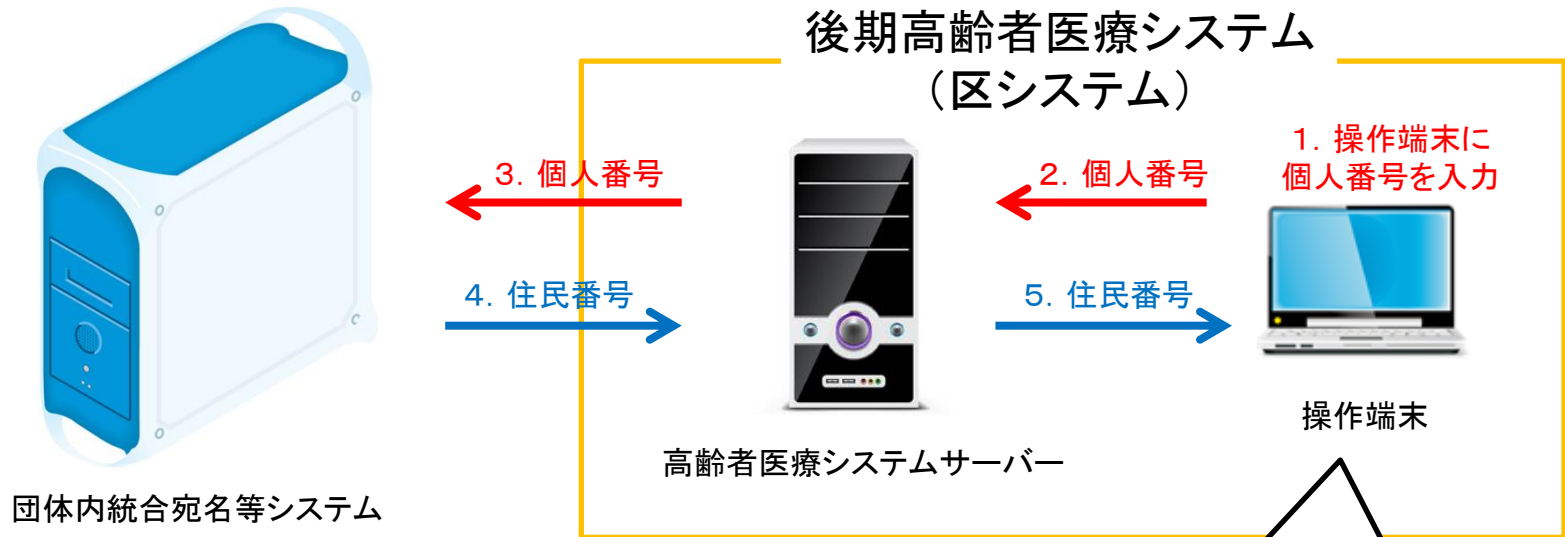 後期高齢者医療システム
（区システム）
1．操作端末に
個人番号を入力
3．個人番号
2．個人番号
4．住民番号
5．住民番号
操作端末
高齢者医療システムサーバー
団体内統合宛名等システム